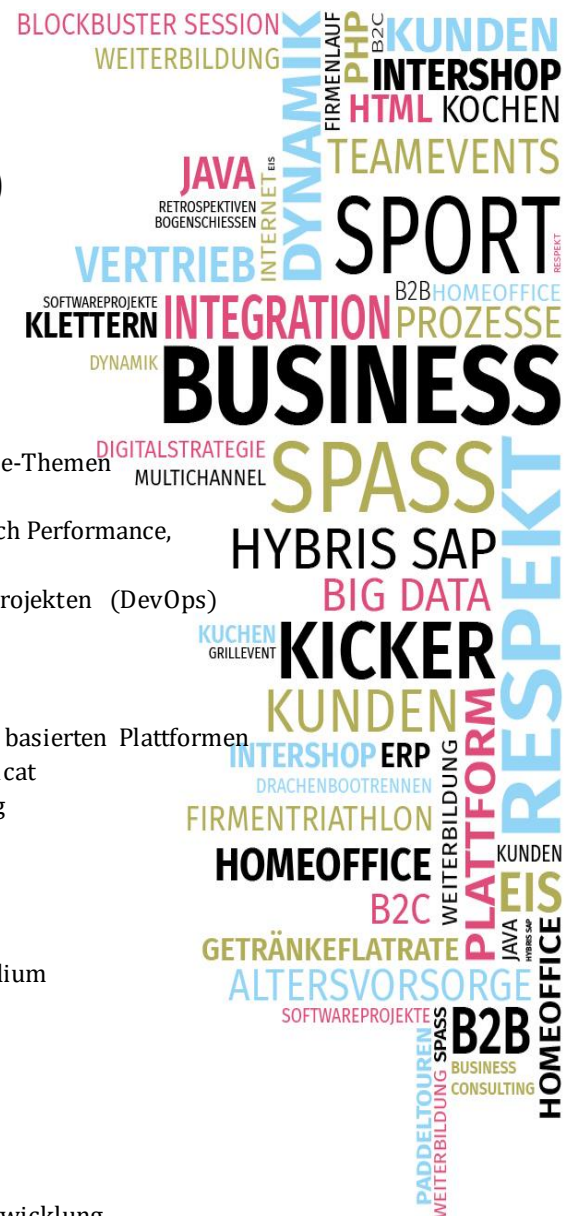 BLOCKBUSTER SESSION
WEITERBILDUNG
DYNAMIK
FIRMENLAUF
PHP
B2C
KUNDEN
INTERSHOP
HTML KOCHEN
TEAMEVENTS
JAVA
EIS
RETROSPEKTIVEN
BOGENSCHIESSEN
INTERNET
SPORT
RESPEKT
)
VERTRIEB
B2B HOMEOFFICE
SOFTWAREPROJEKTE
KLETTERN INTEGRATION PROZESSE
DYNAMIK
BUSINESS
DIGITALSTRATEGIE
e-Themen
MULTICHANNEL
SPASS
RESPEKT
ch Performance,
HYBRIS SAP
rojekten (DevOps)
BIG DATA
KUCHEN
GRILLEVENT
KICKER
KUNDEN
basierten Plattformen
INTERSHOP ERP
WEITERBILDUNG
PLATTFORM
cat
DRACHENBOOTRENNEN
g
FIRMENTRIATHLON
HOMEOFFICE
KUNDEN
B2C
EIS
JAVA
HYBRIS SAP
HOMEOFFICE
GETRÄNKEFLATRATE
dium
ALTERSVORSORGE
SOFTWAREPROJEKTE
SPASS
B2B
PADDELTOUREN
WEITERBILDUNG
BUSINESS
CONSULTING
wicklung